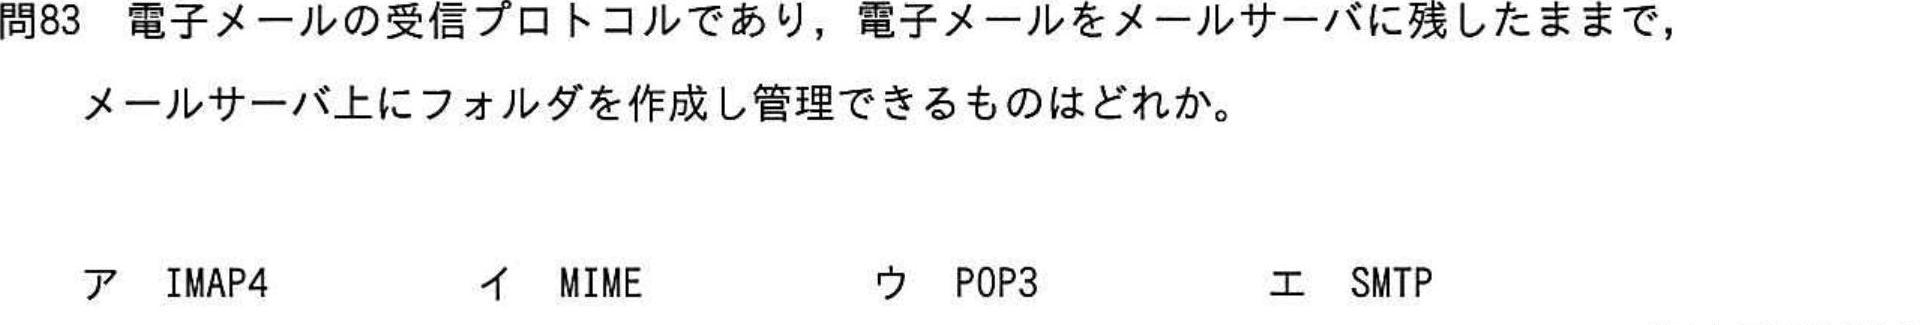 問83 電子メールの受信プロトコルであり，電子メールをメールサーバに残したままで，
メールサーバ上にフォルダを作成し管理できるものはどれか。
ア IMAP4 イ MIME ウ POP3 エ SMTP